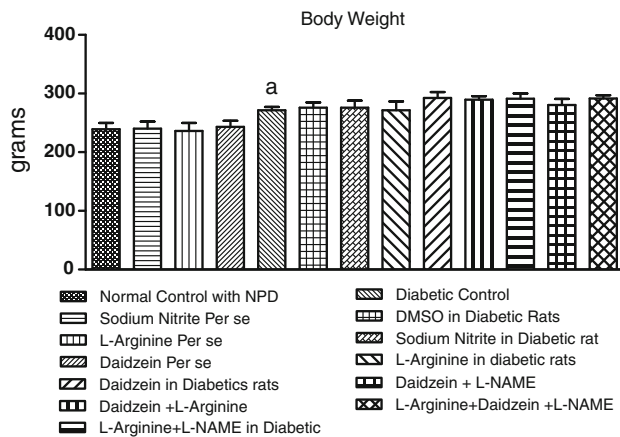 Body Weight
400
300
200
100
0
grams
a
Normal Control with NPD
Sodium Nitrite Per se
L-Arginine Per se
Daidzein Per se
Daidzein in Diabetics rats
Daidzein +L-Arginine
L-Arginine+L-NAME in Diabetic
Diabetic Control
DMSO in Diabetic Rats
Sodium Nitrite in Diabetic rat
L-Arginine in diabetic rats
Daidzein + L-NAME
L-Arginine+Daidzein +L-NAME